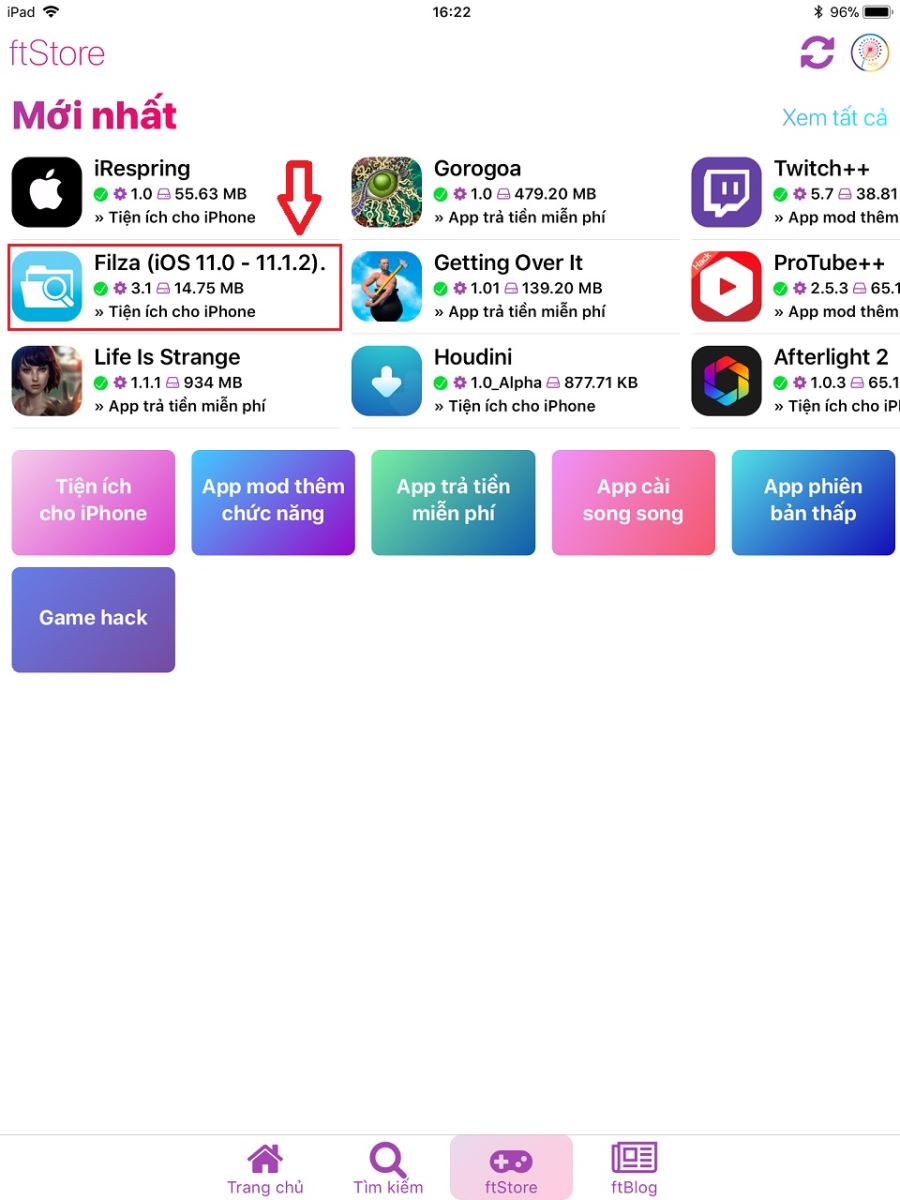 iPad 16:22 96%
ftStore
Mới nhất Xem tất cả
iRespring
1.0 55.63 MB
» Tiện ích cho iPhone
Gorogoa
1.0 479.20 MB
» App trả tiền miễn phí
Twitch++
5.7 38.81
» App mod thêm
Filza (iOS 11.0 - 11.1.2).
3.1 14.75 MB
» Tiện ích cho iPhone
Getting Over It
1.01 139.20 MB
» App trả tiền miễn phí
Hack
ProTube++
2.5.3 65.1
» App mod thêm
Life Is Strange
1.1.1 934 MB
» App trả tiền miễn phí
Houdini
1.0_Alpha 877.71 KB
» Tiện ích cho iPhone
Afterlight 2
1.0.3 65.1
» Tiện ích cho iP
Tiện ích
cho iPhone
App mod thêm
chức năng
App trả tiền
miễn phí
App cài
song song
App phiên
bản thấp
Game hack
Trang chủ
Tìm kiếm
ftStore
ftBlog